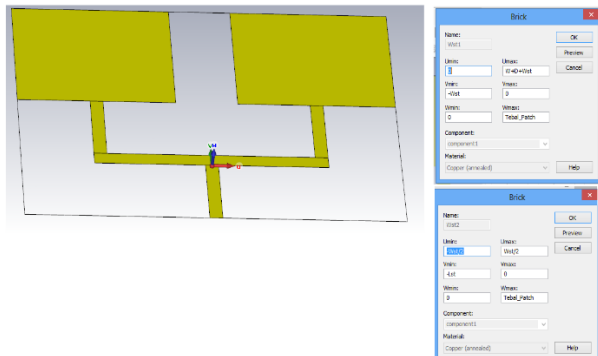 Brick
Name:
Wst1
OK
Preview
Umin:
Umax:
Cancel
Vmin:
Vmax:
-Wst
0
Wmin:
Wmax:
0
Tebal_Patch
Component:
component1
Material:
Copper (annealed)
Help
Brick
Name:
Wst2
OK
Preview
Umin:
Umax:
Cancel
-Wst/2
Wst/2
Vmin:
Vmax:
-Lst
0
Wmin:
Wmax:
0
Tebal_Patch
Component:
component1
Material:
Copper (annealed)
Help